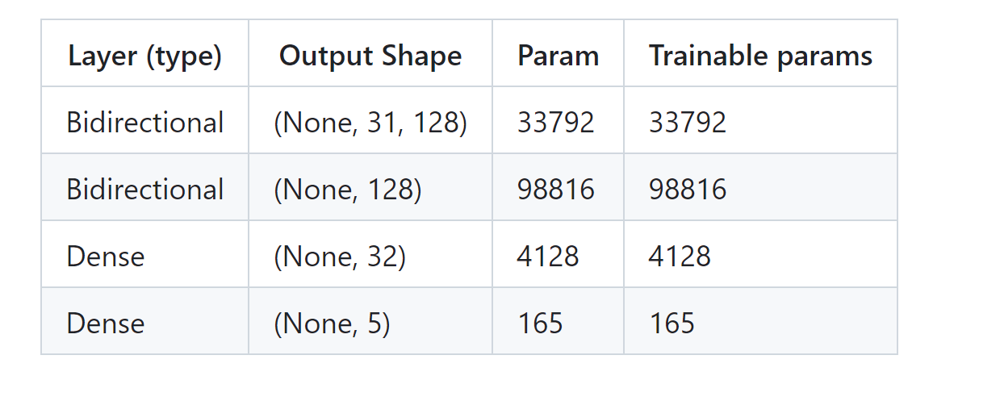 Layer (type) Output Shape Param Trainable params
Bidirectional (None, 31, 128) 33792 33792
Bidirectional (None, 128) 98816 98816
Dense (None, 32) 4128 4128
Dense (None, 5) 165 165